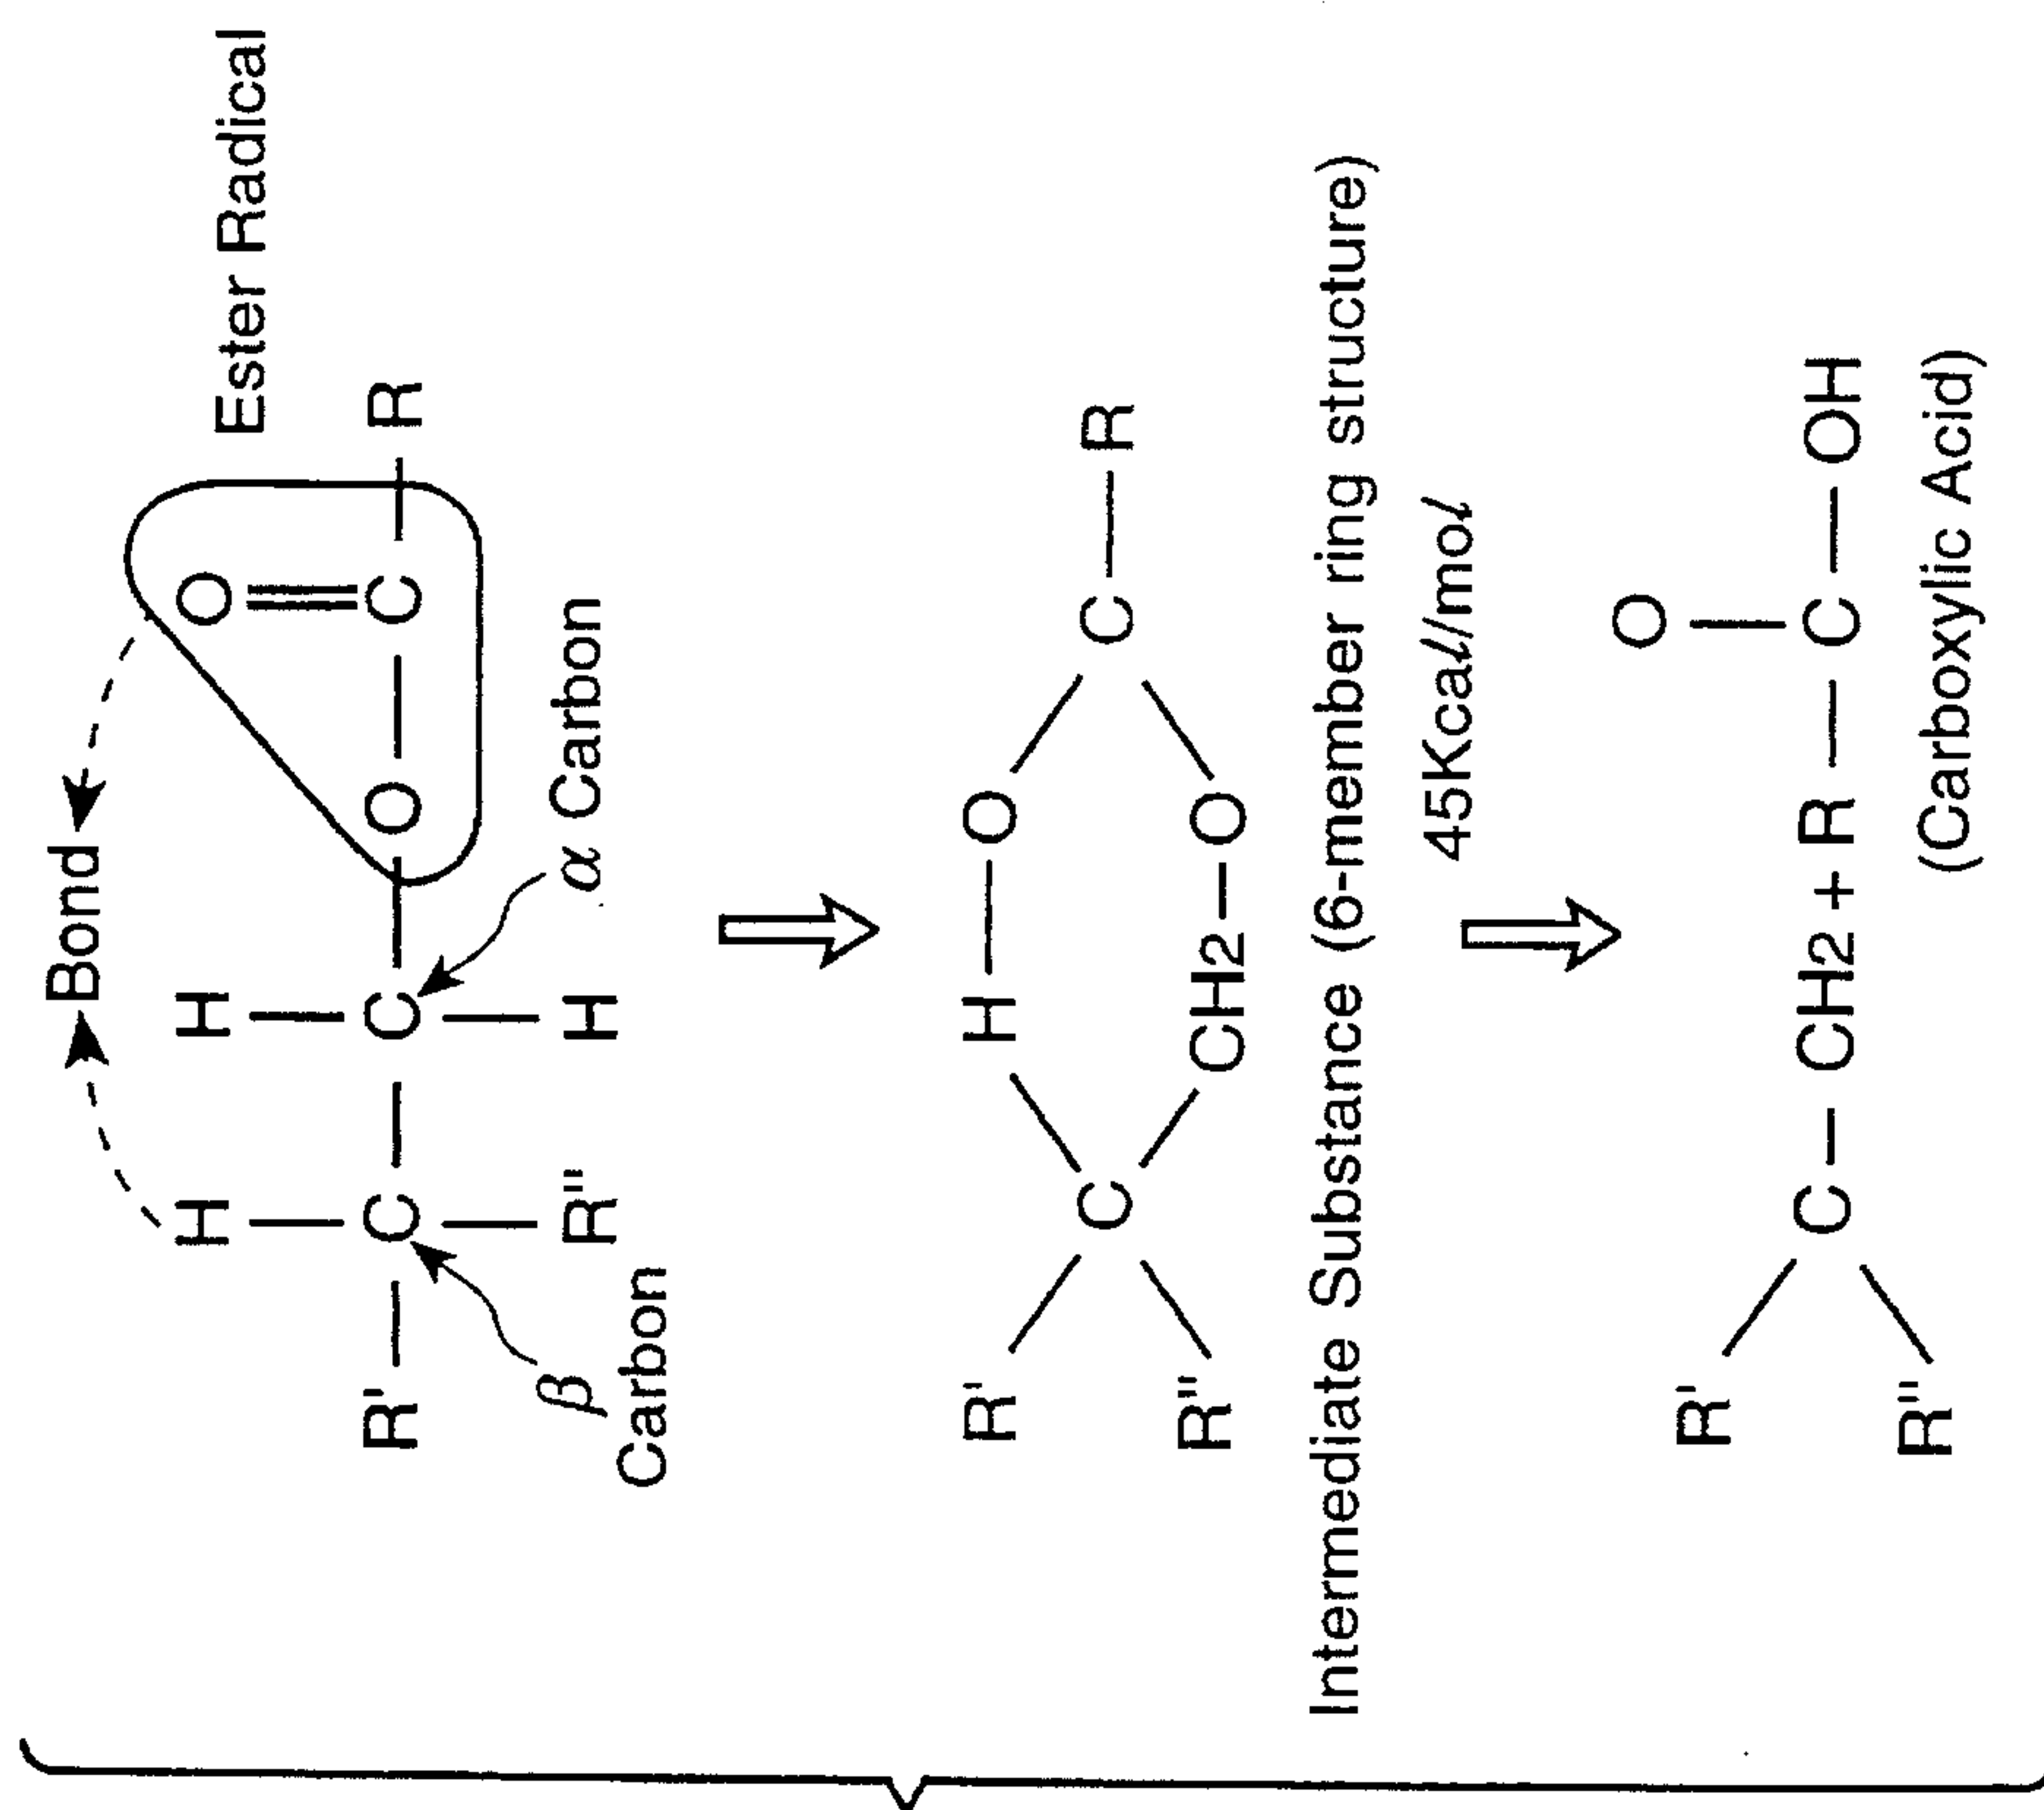 Bond
Ester Radical
H H O
R' C C O C R
R" H
β
Carbon
α Carbon
R' H O
C C R
R" CH2 O
Intermediate Substance (6-member ring structure)
45Kcal/mol
R' O
C CH2 + R C OH
R"
(Carboxylic Acid)